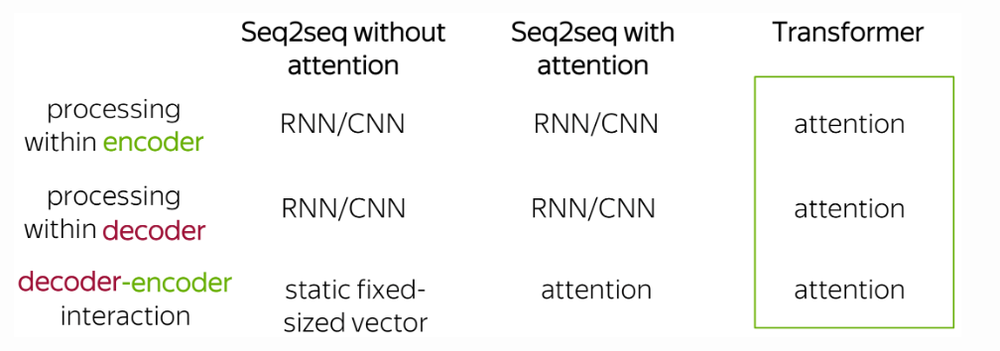 Seq2seq without attention
Seq2seq with attention
Transformer
processing within encoder
RNN/CNN
RNN/CNN
attention
processing within decoder
RNN/CNN
RNN/CNN
attention
decoder-encoder interaction
static fixed-sized vector
attention
attention